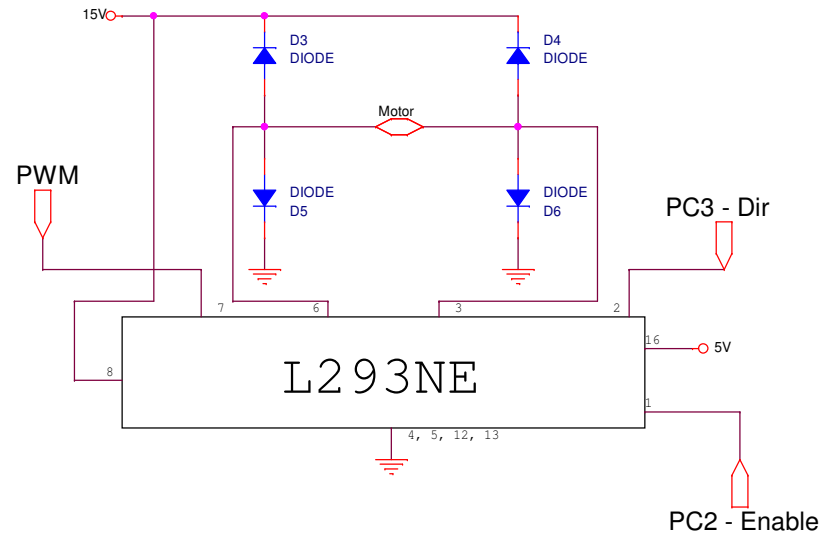 15V
D3
DIODE
D4
DIODE
Motor
PWM
DIODE
D5
DIODE
D6
PC3 - Dir
7
6
3
2
16
5V
8
L293NE
1
4, 5, 12, 13
PC2 - Enable